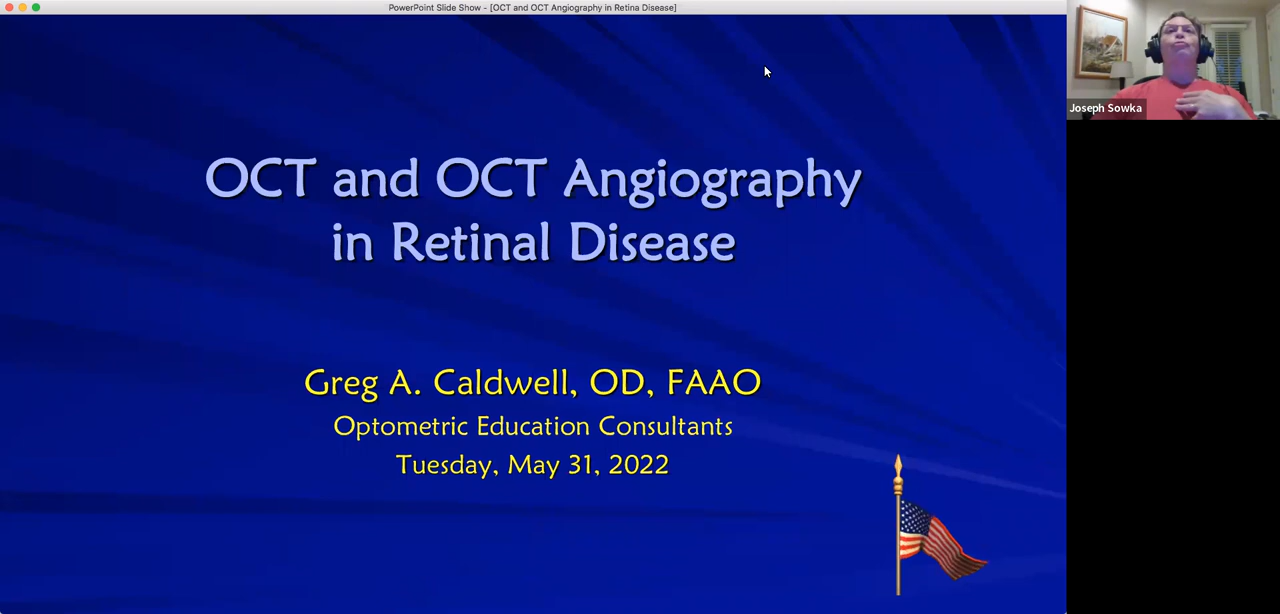 PowerPoint Slide Show - [OCT and OCT Angiography in Retina Disease]
OCT and OCT Angiography
in Retinal Disease
Greg A. Caldwell, OD, FAAO
Optometric Education Consultants
Tuesday, May 31, 2022
Joseph Sowka